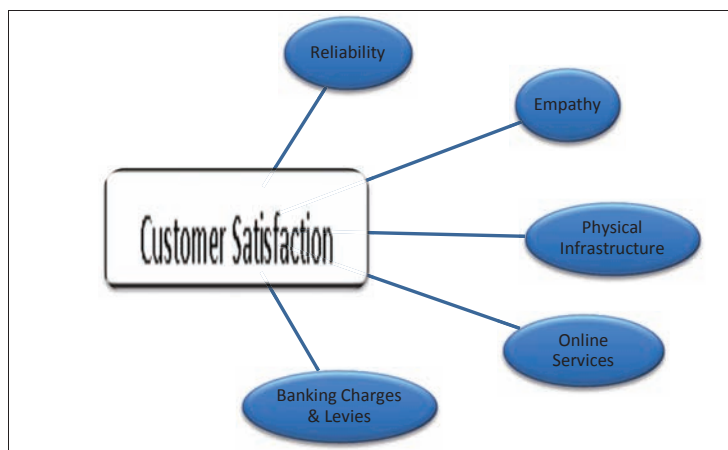 Reliability
Empathy
Customer Satisfaction
Physical
Infrastructure
Online
Services
Banking Charges
& Levies